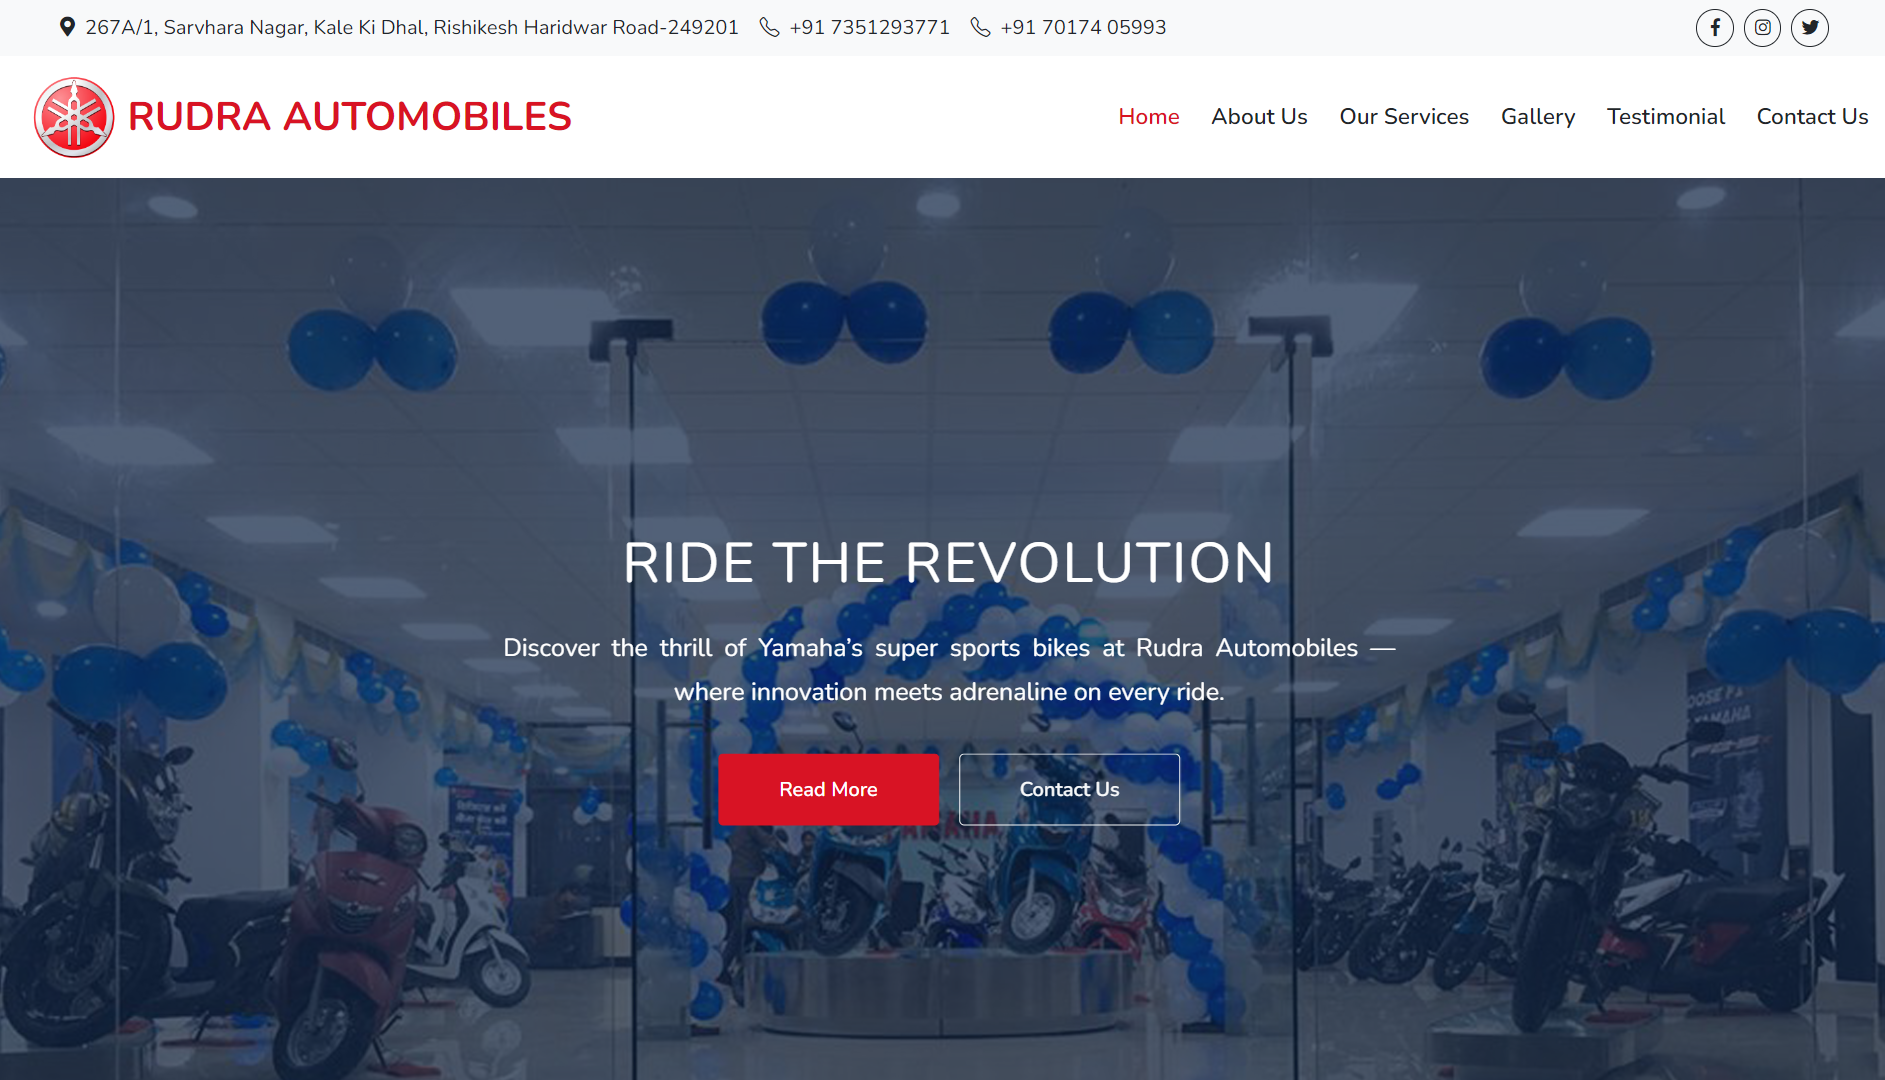 267A/1, Sarvhara Nagar, Kale Ki Dhal, Rishikesh Haridwar Road-249201 +91 7351293771 +91 70174 05993
RUDRA AUTOMOBILES
Home About Us Our Services Gallery Testimonial Contact Us
RIDE THE REVOLUTION
Discover the thrill of Yamaha’s super sports bikes at Rudra Automobiles —
where innovation meets adrenaline on every ride.
YAMAHA
Read More Contact Us